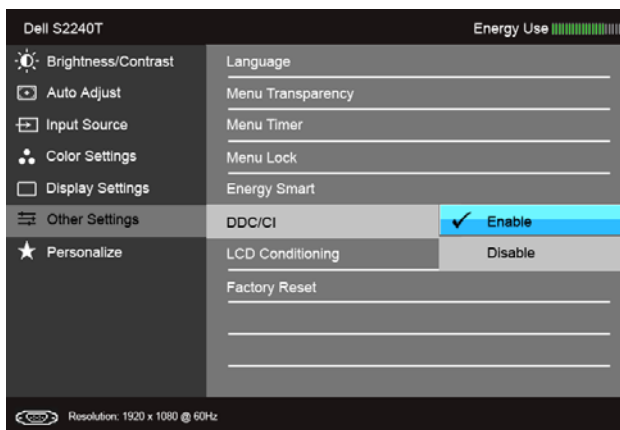 Dell S2240T
Energy Use
Brightness/Contrast
Auto Adjust
Input Source
Color Settings
Display Settings
Other Settings
Personalize
Language
Menu Transparency
Menu Timer
Menu Lock
Energy Smart
DDC/CI
✓ Enable
Disable
LCD Conditioning
Factory Reset
Resolution: 1920 x 1080 @ 60Hz